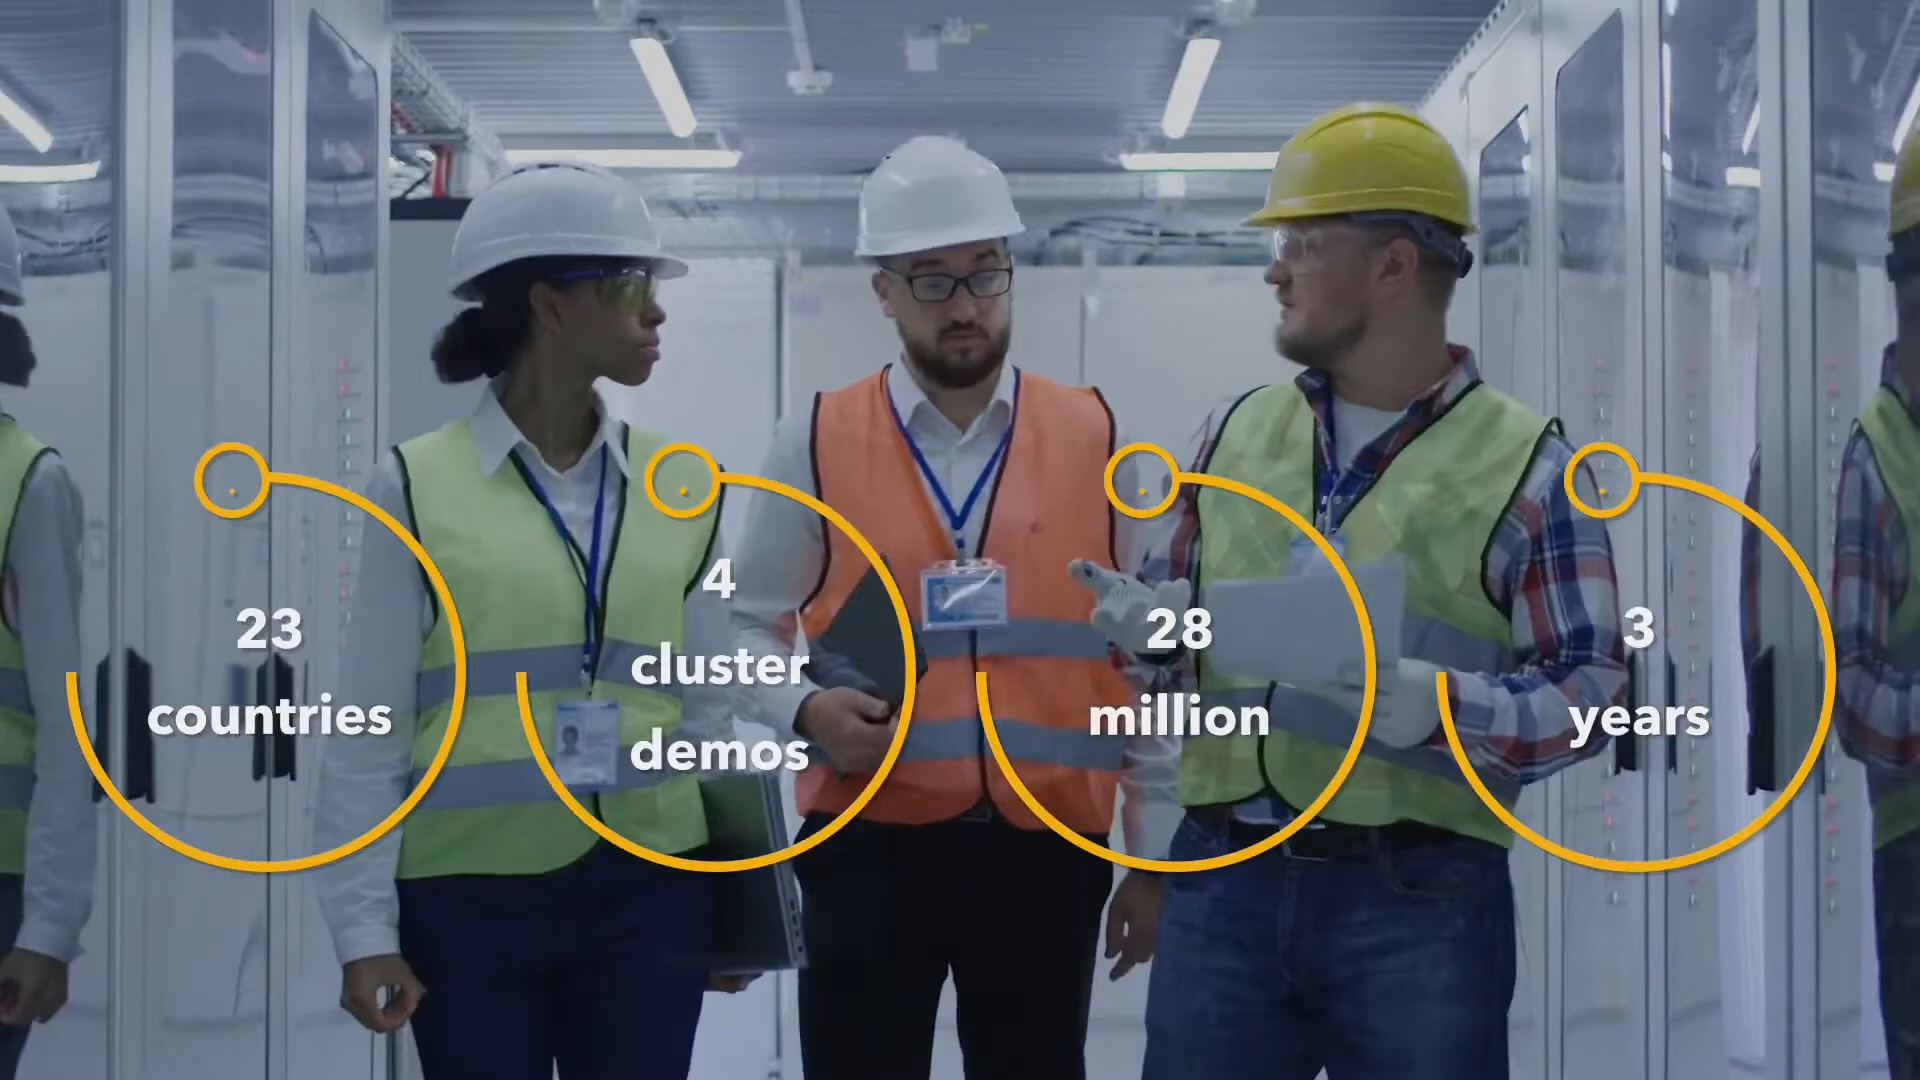 23
countries
4
cluster
demos
28
million
3
years